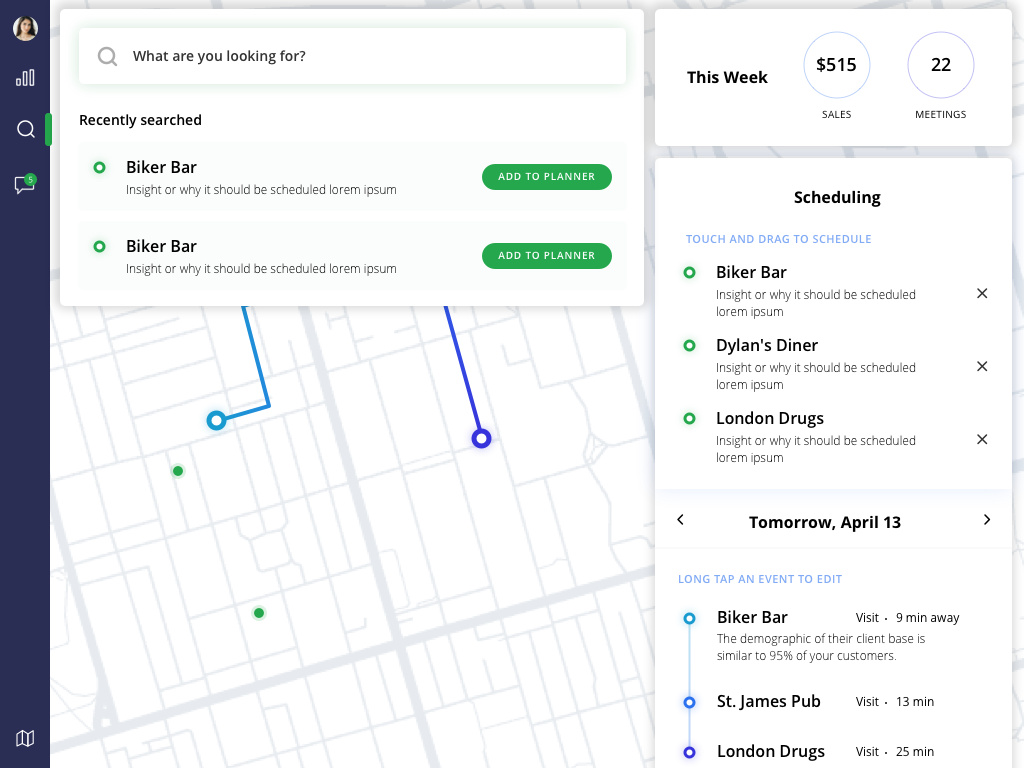 5
What are you looking for?
Recently searched
Biker Bar
Insight or why it should be scheduled lorem ipsum
ADD TO PLANNER
Biker Bar
Insight or why it should be scheduled lorem ipsum
ADD TO PLANNER
This Week
$515
SALES
22
MEETINGS
Scheduling
TOUCH AND DRAG TO SCHEDULE
Biker Bar
Insight or why it should be scheduled
lorem ipsum
Dylan's Diner
Insight or why it should be scheduled
lorem ipsum
London Drugs
Insight or why it should be scheduled
lorem ipsum
Tomorrow, April 13
LONG TAP AN EVENT TO EDIT
Biker Bar
Visit · 9 min away
The demographic of their client base is
similar to 95% of your customers.
St. James Pub
Visit · 13 min
London Drugs
Visit · 25 min